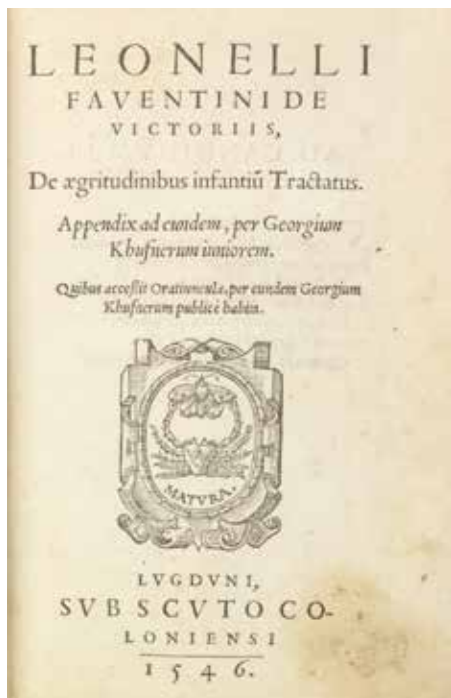 LEONELLI
FAVENTINI DE
VICTORIIS,
De ægritudinibus infantiũ Tractatus.
Appendix ad eundem, per Georgium
Khufnerum iuniorem.
Quibus accessit Oratiuncula, per eundem Georgium
Khufnerum publicè habita.
MATVRA.
LVGDVNI,
SVB SCVTO CO-
LONIENSI
1546.